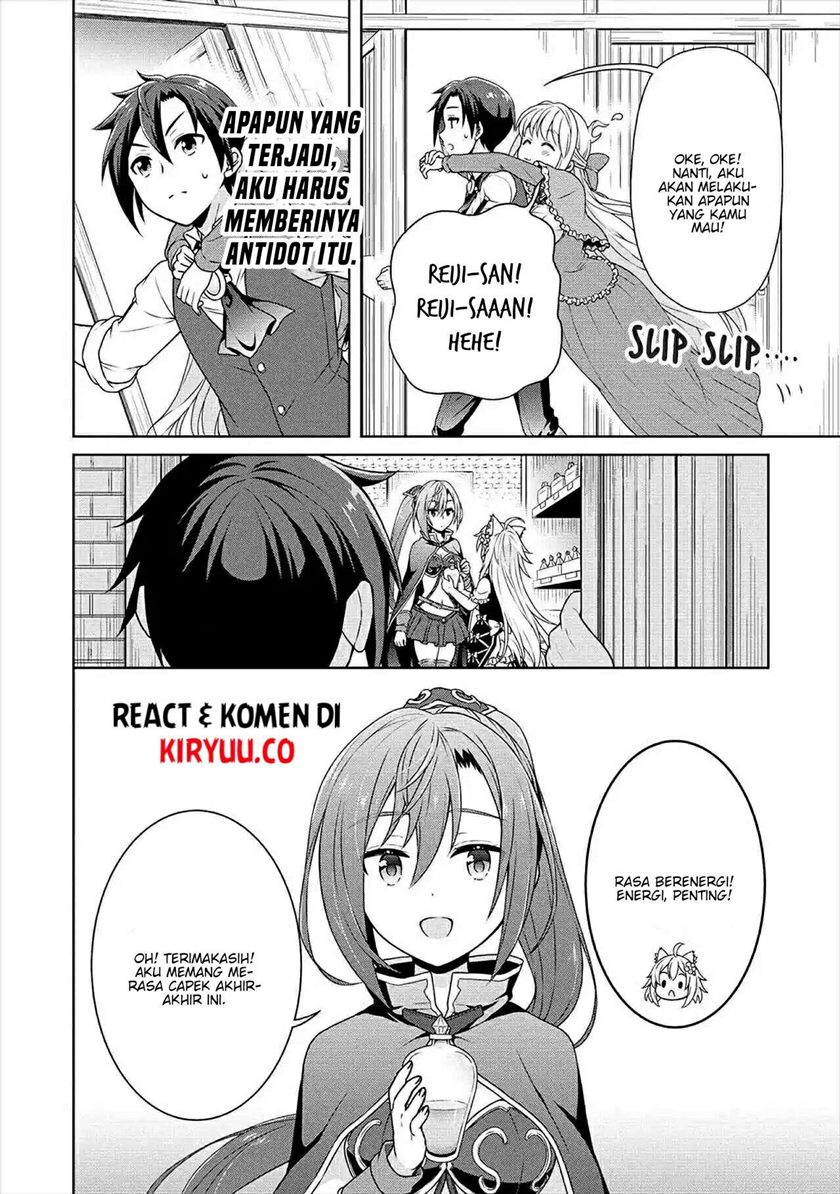 OKE, OKE!
NANTI, AKU
AKAN MELAKU-
KAN APAPUN
YANG KAMU
MAU!
REIJI-SAN!
REIJI-SAAAN!
HEHE!
SLIP SLIP....
APAPUN YANG
TERJADI,
AKU HARUS
MEMBERINYA
ANTIDOT ITU.
REACT & KOMEN DI
KIRYUU.CO
RASA BERENERGI!
ENERGI, PENTING!
OH! TERIMAKASIH!
AKU MEMANG ME-
RASA CAPEK AKHIR-
AKHIR INI.